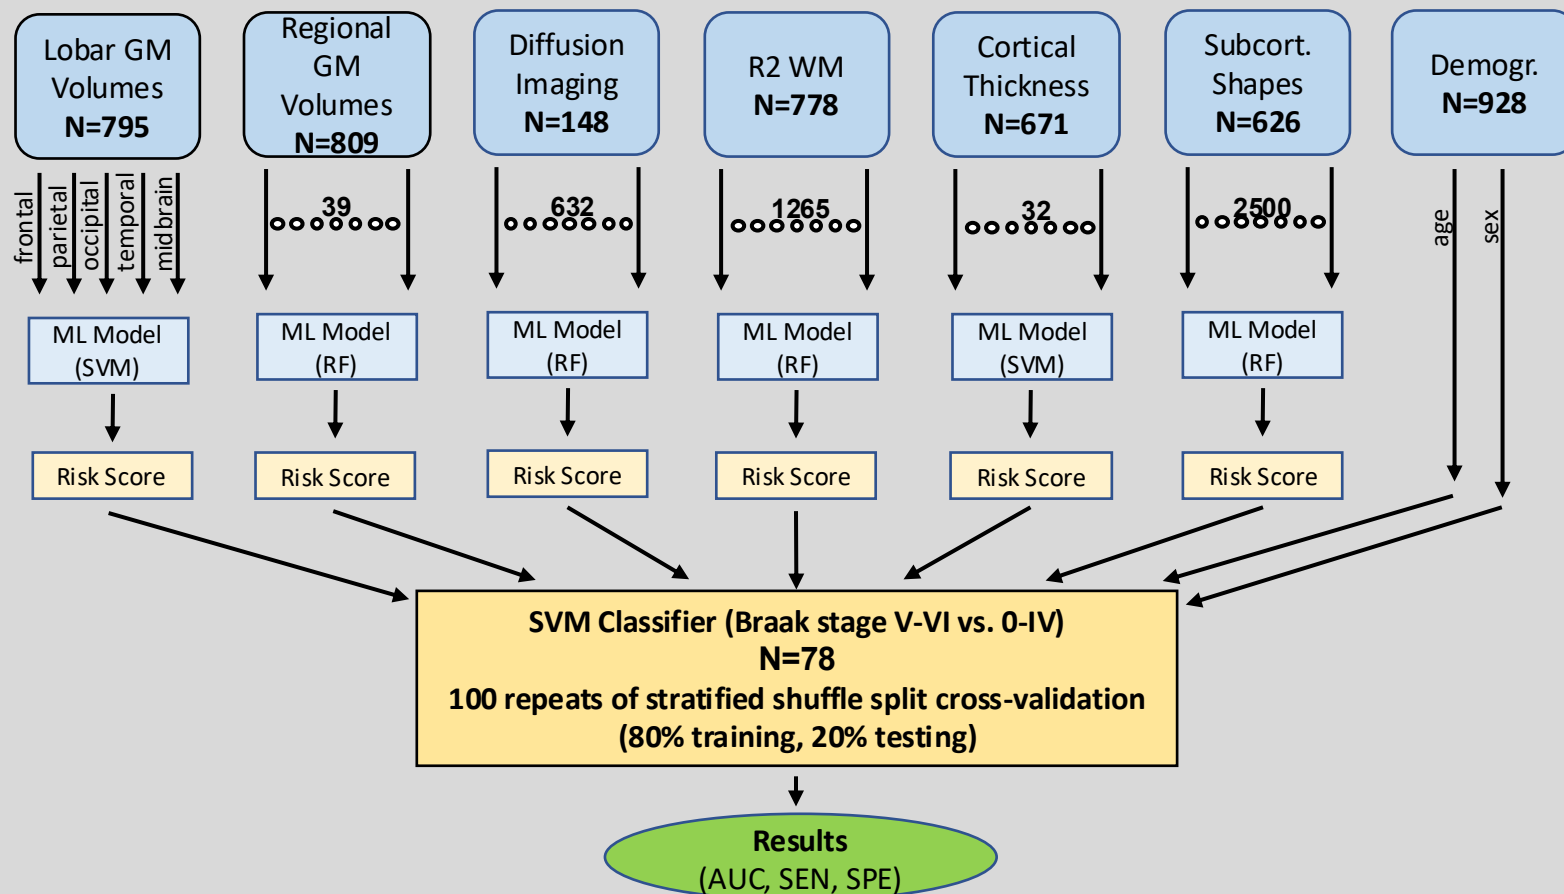 Lobar GM
Volumes
N=795
Regional
GM
Volumes
N=809
Diffusion
Imaging
N=148
R2 WM
N=778
Cortical
Thickness
N=671
Subcort.
Shapes
N=626
Demogr.
N=928
frontal
parietal
occipital
temporal
midbrain
39
632
1265
32
2500
age
sex
ML Model
(SVM)
ML Model
(RF)
ML Model
(RF)
ML Model
(RF)
ML Model
(SVM)
ML Model
(RF)
Risk Score
Risk Score
Risk Score
Risk Score
Risk Score
Risk Score
SVM Classifier (Braak stage V-VI vs. 0-IV)
N=78
100 repeats of stratified shuffle split cross-validation
(80% training, 20% testing)
Results
(AUC, SEN, SPE)